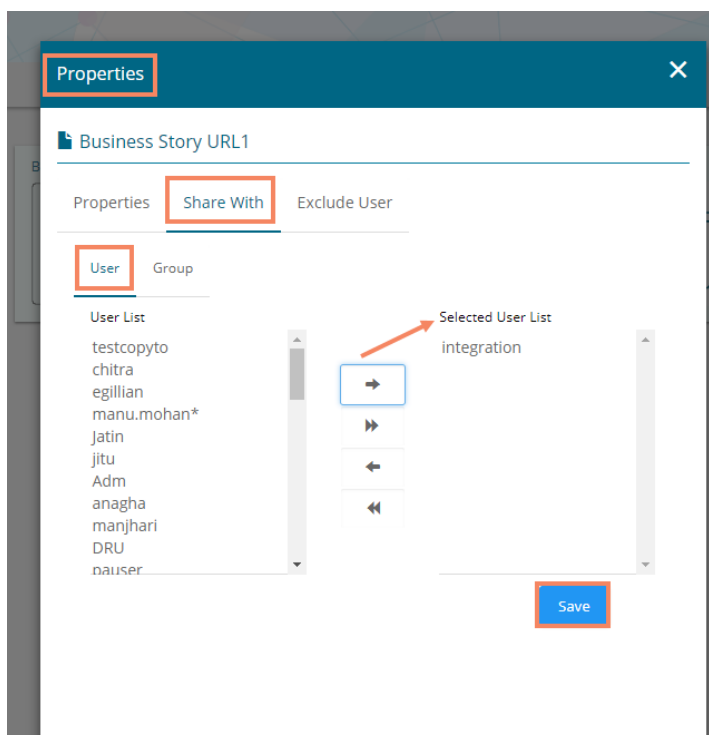 Properties
Business Story URL1
Properties Share With Exclude User
User Group
User List Selected User List
testcopyto integration
chitra
egillian
manu.mohan*
Jatin
jitu
Adm
anagha
manjhari
DRU
pauser
Save